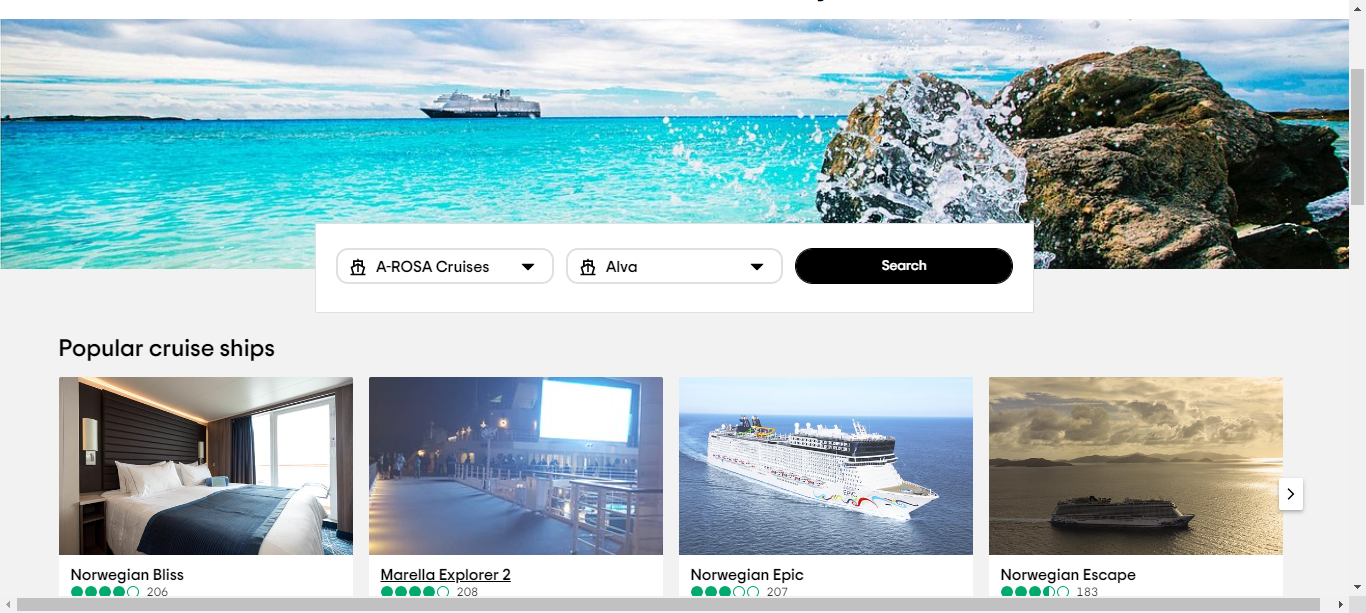 A-ROSA Cruises
Alva
Search
Popular cruise ships
Norwegian Bliss
206
Marella Explorer 2
208
Norwegian Epic
207
Norwegian Escape
183